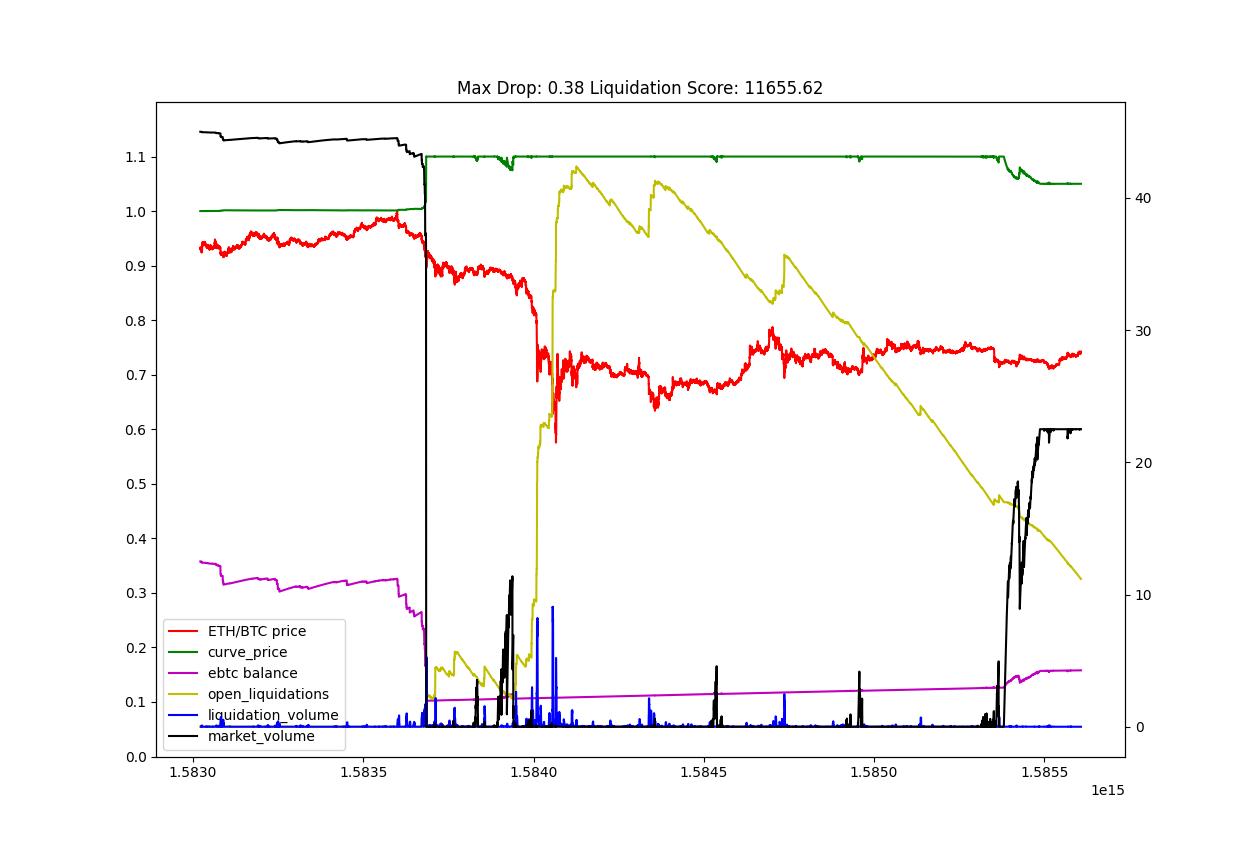 Max Drop: 0.38 Liquidation Score: 11655.62
1.1
1.0
0.9
0.8
0.7
0.6
0.5
0.4
0.3
0.2
0.1
0.0
40
30
20
10
0
ETH/BTC price
curve_price
ebtc balance
open_liquidations
liquidation_volume
market_volume
1.5830
1.5835
1.5840
1.5845
1.5850
1.5855
1e15